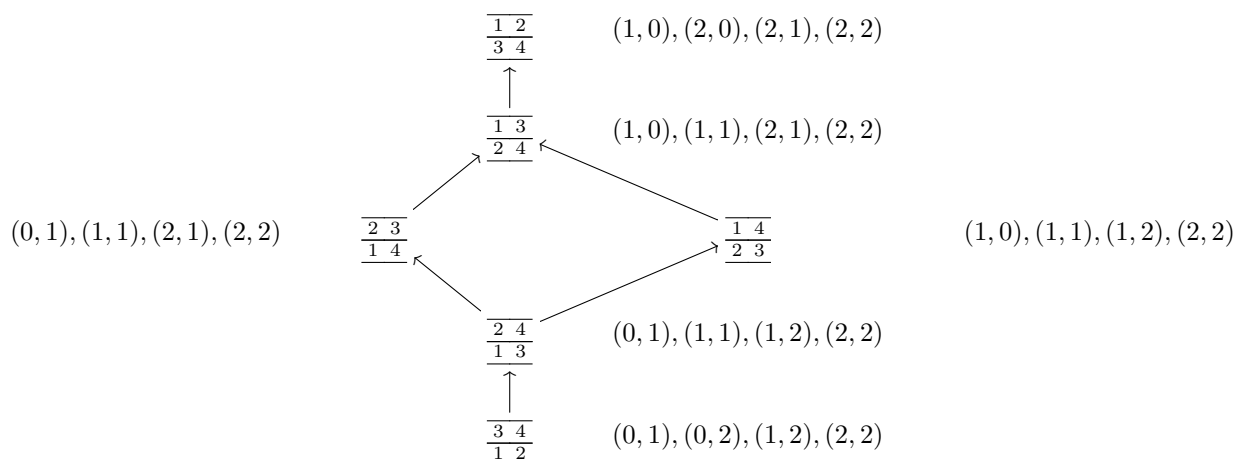 1 2
3 4
(1, 0), (2, 0), (2, 1), (2, 2)
1 3
2 4
(1, 0), (1, 1), (2, 1), (2, 2)
(0, 1), (1, 1), (2, 1), (2, 2)
2 3
1 4
1 4
2 3
(1, 0), (1, 1), (1, 2), (2, 2)
2 4
1 3
(0, 1), (1, 1), (1, 2), (2, 2)
3 4
1 2
(0, 1), (0, 2), (1, 2), (2, 2)